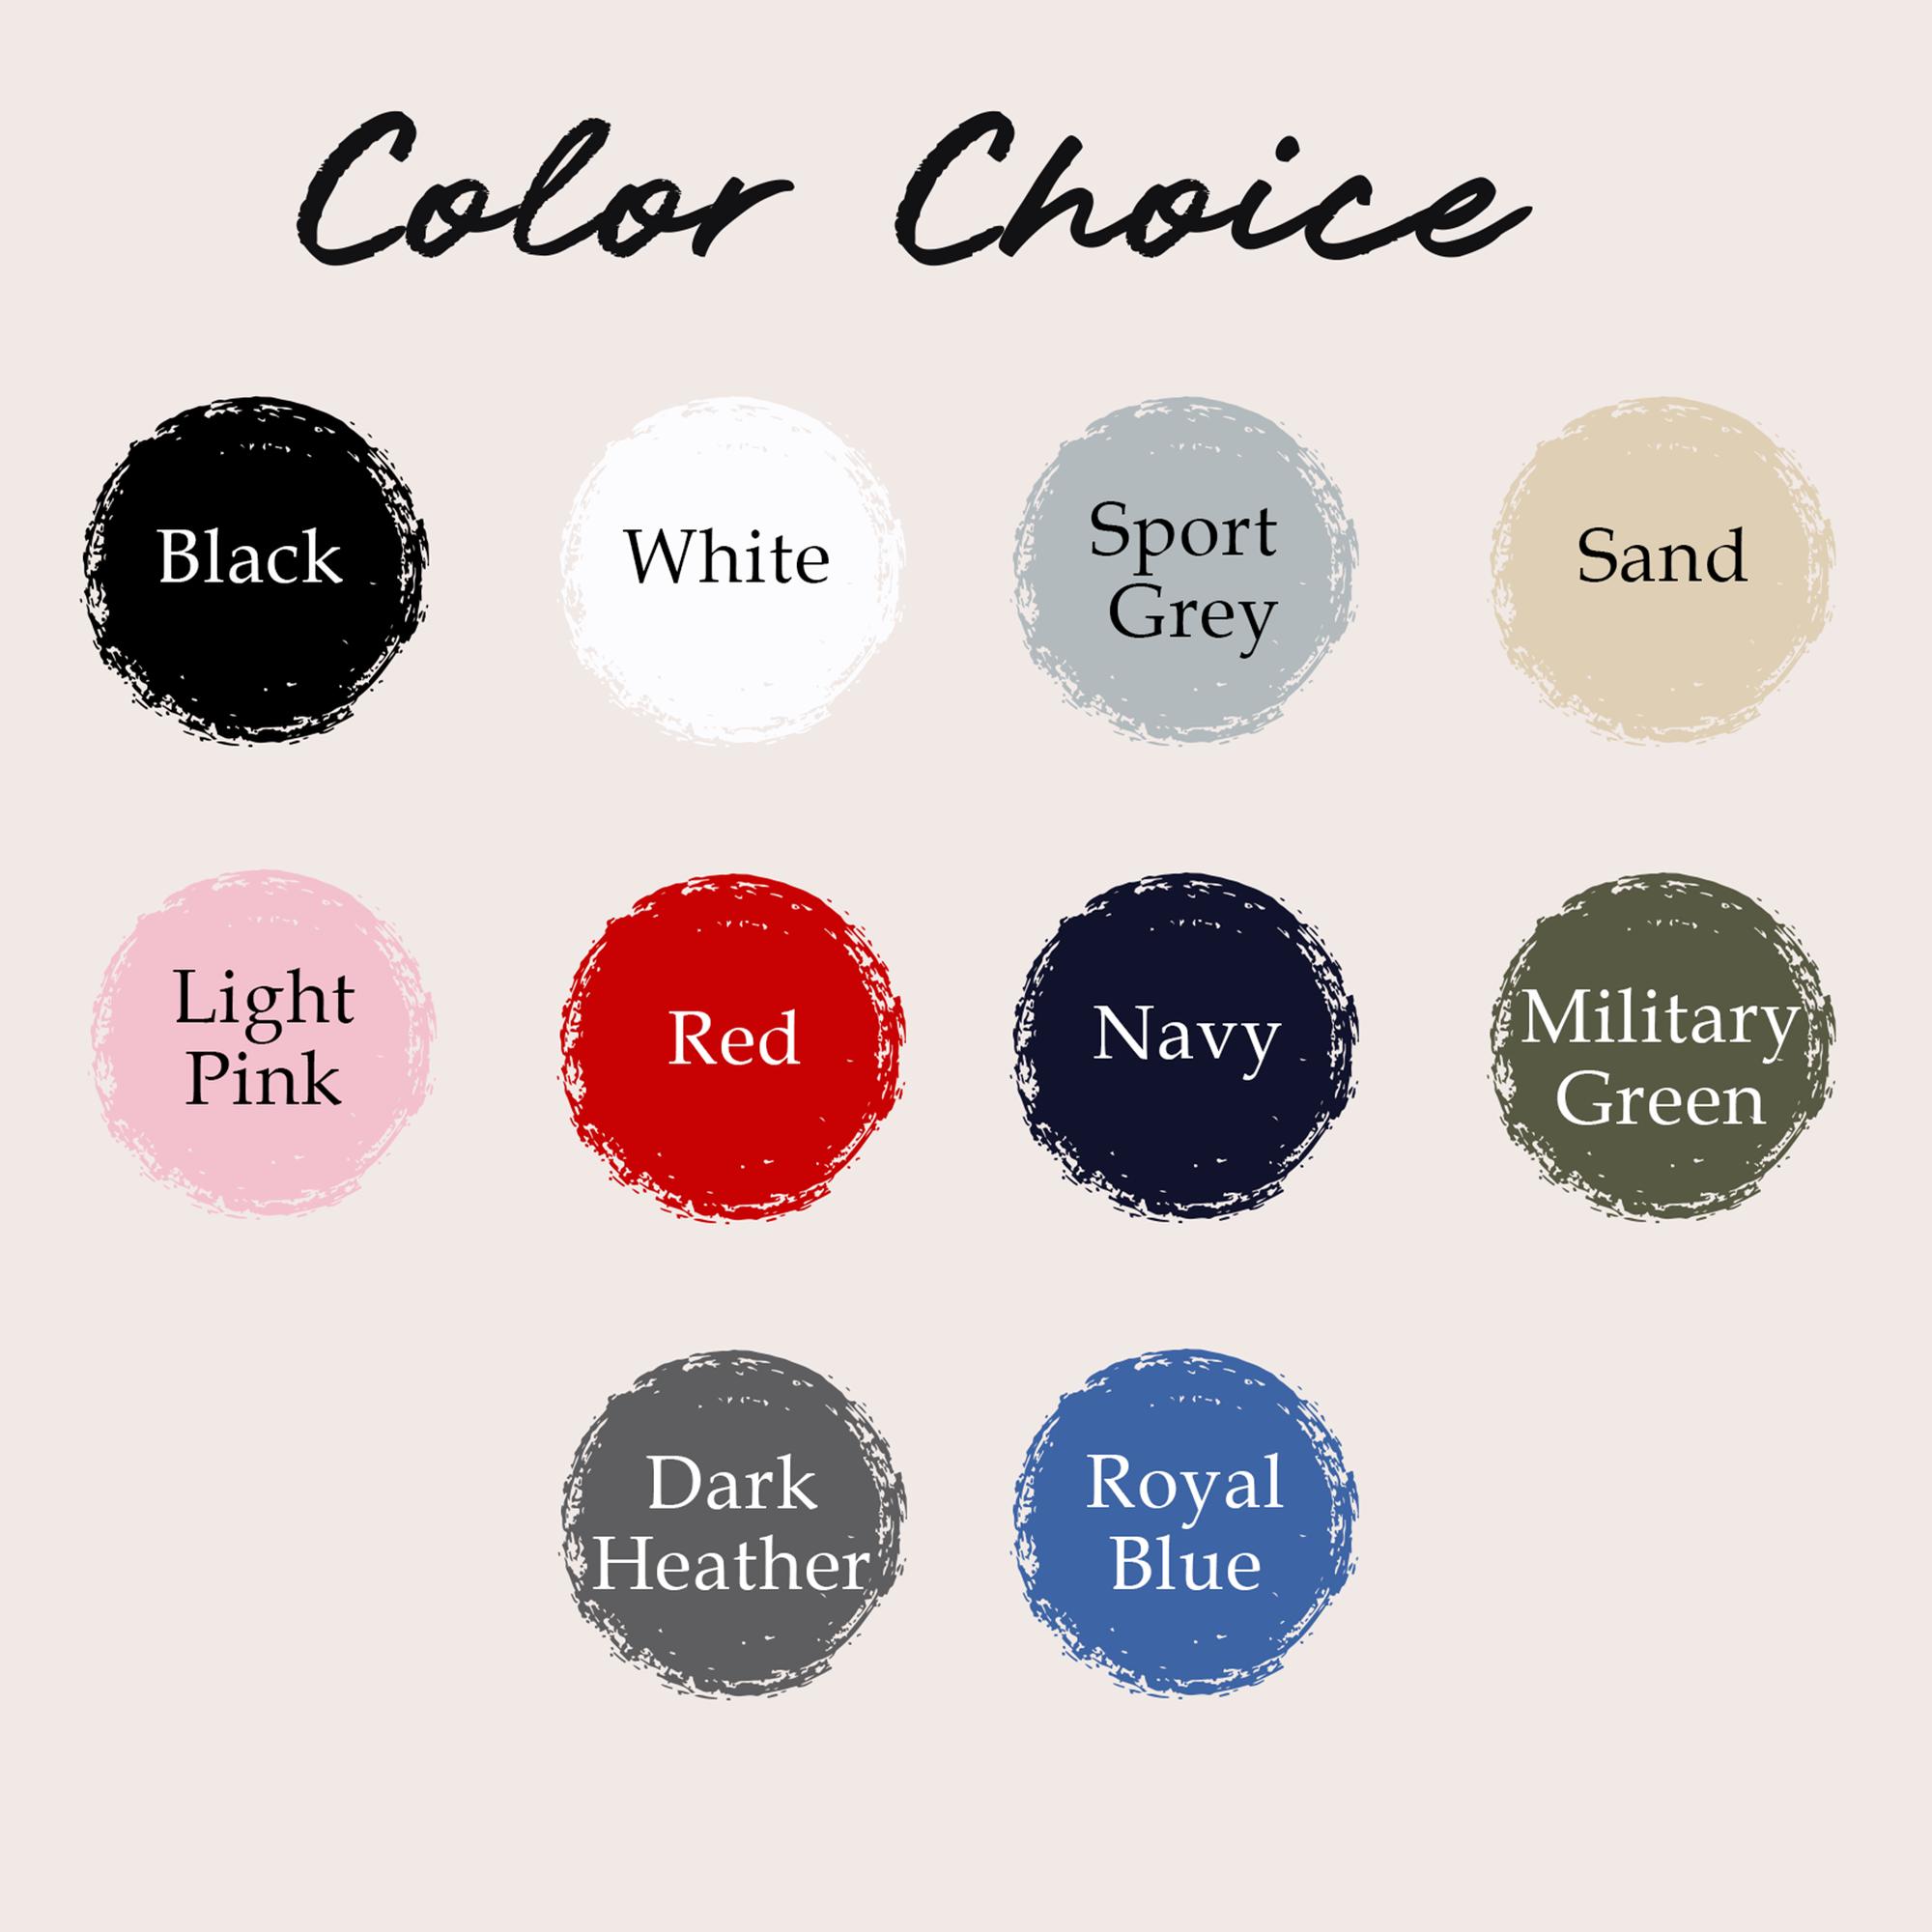 Color Choice
Black
White
Sport
Grey
Sand
Light
Pink
Red
Navy
Military
Green
Dark
Heather
Royal
Blue